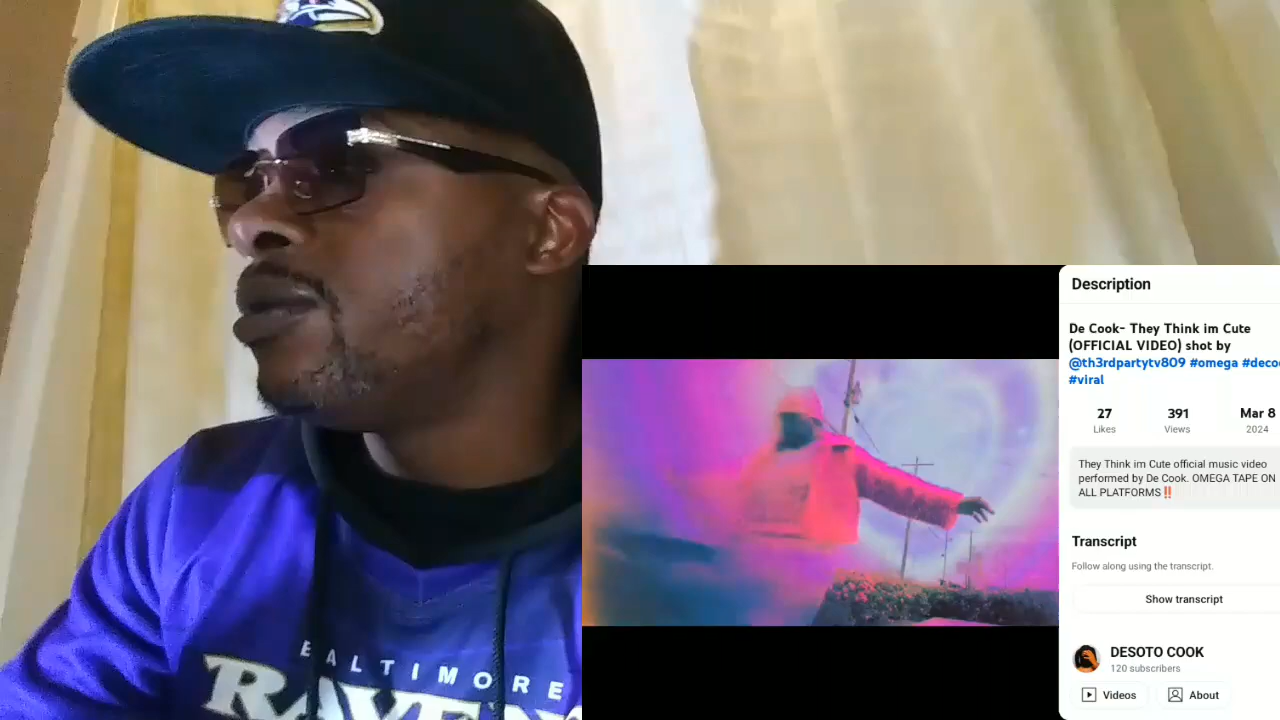 BALTIMORE
RAVENS
Description
De Cook- They Think im Cute
(OFFICIAL VIDEO) shot by
@th3rdpartytv809 #omega #deco
#viral
27
391
Mar 8
Likes
Views
2024
They Think im Cute official music video
performed by De Cook. OMEGA TAPE ON
ALL PLATFORMS‼️
Transcript
Follow along using the transcript.
Show transcript
DESOTO COOK
120 subscribers
Videos
About